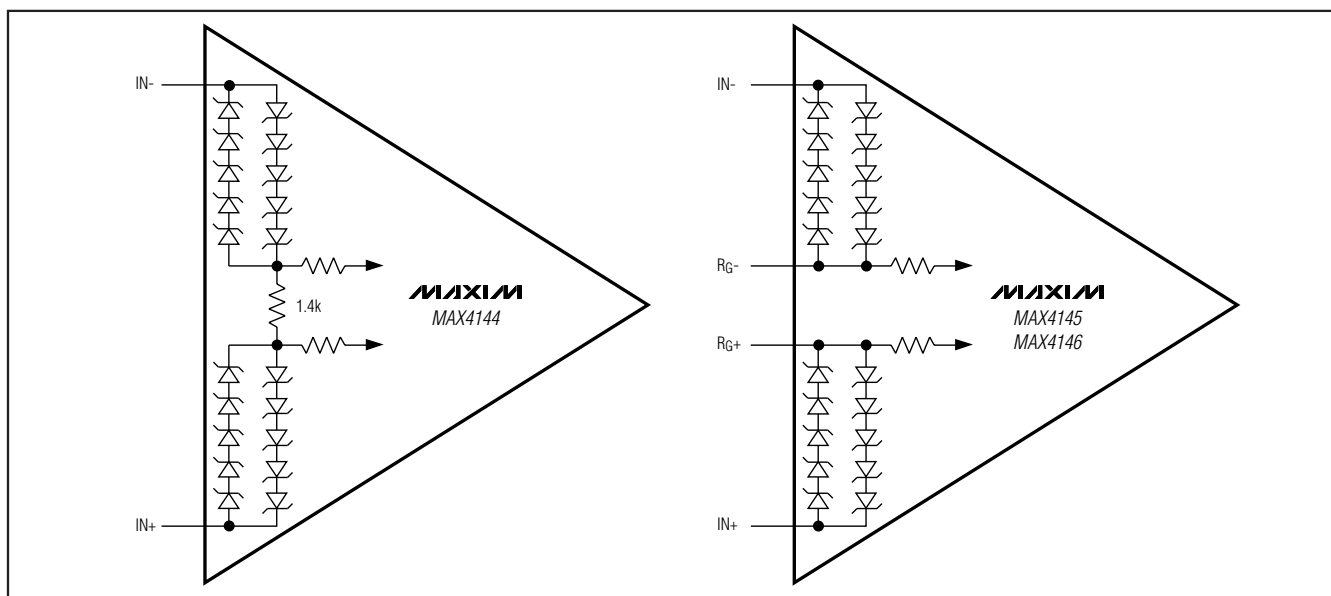 IN-
1.4k
MAXIM
MAX4144
IN+
IN-
RG-
MAXIM
MAX4145
MAX4146
RG+
IN+